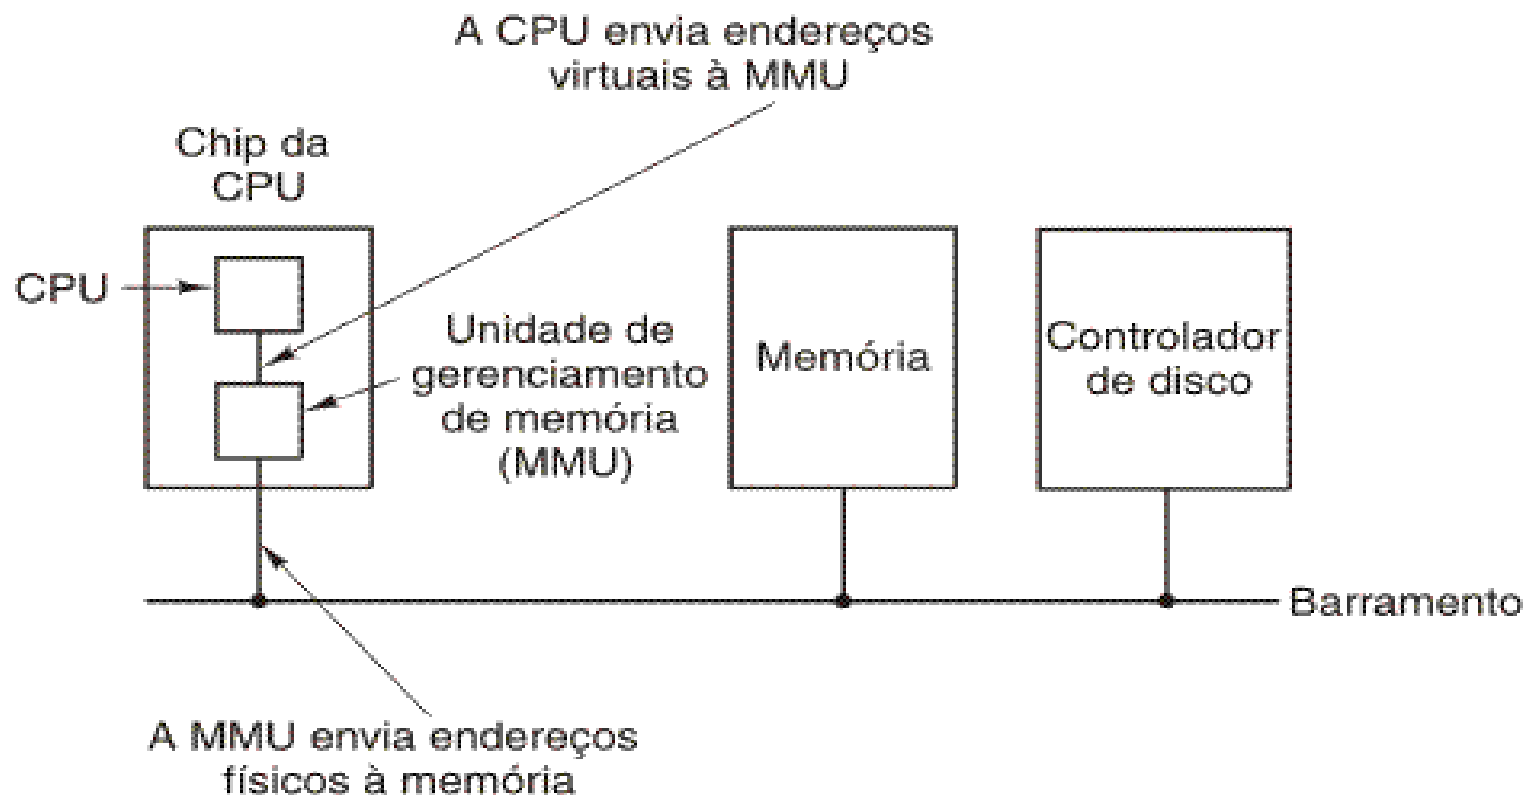 A CPU envia endereços
virtuais à MMU
Chip da
CPU
CPU
Unidade de
gerenciamento
de memória
(MMU)
Memória
Controlador
de disco
Barramento
A MMU envia endereços
físicos à memória